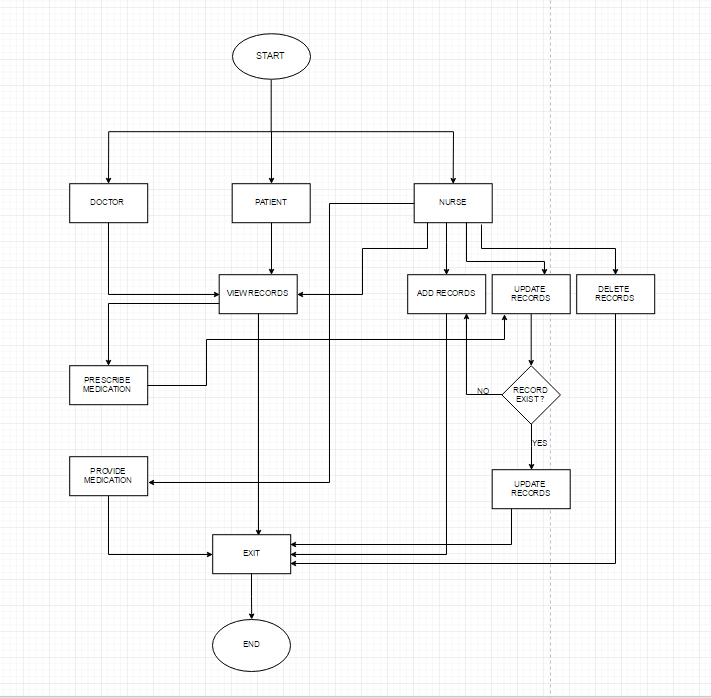 START
DOCTOR
PATIENT
NURSE
VIEW RECORDS
ADD RECORDS
UPDATE
RECORDS
DELETE
RECORDS
PRESCRIBE
MEDICATION
NO
RECORD
EXIST ?
YES
PROVIDE
MEDICATION
UPDATE
RECORDS
EXIT
END